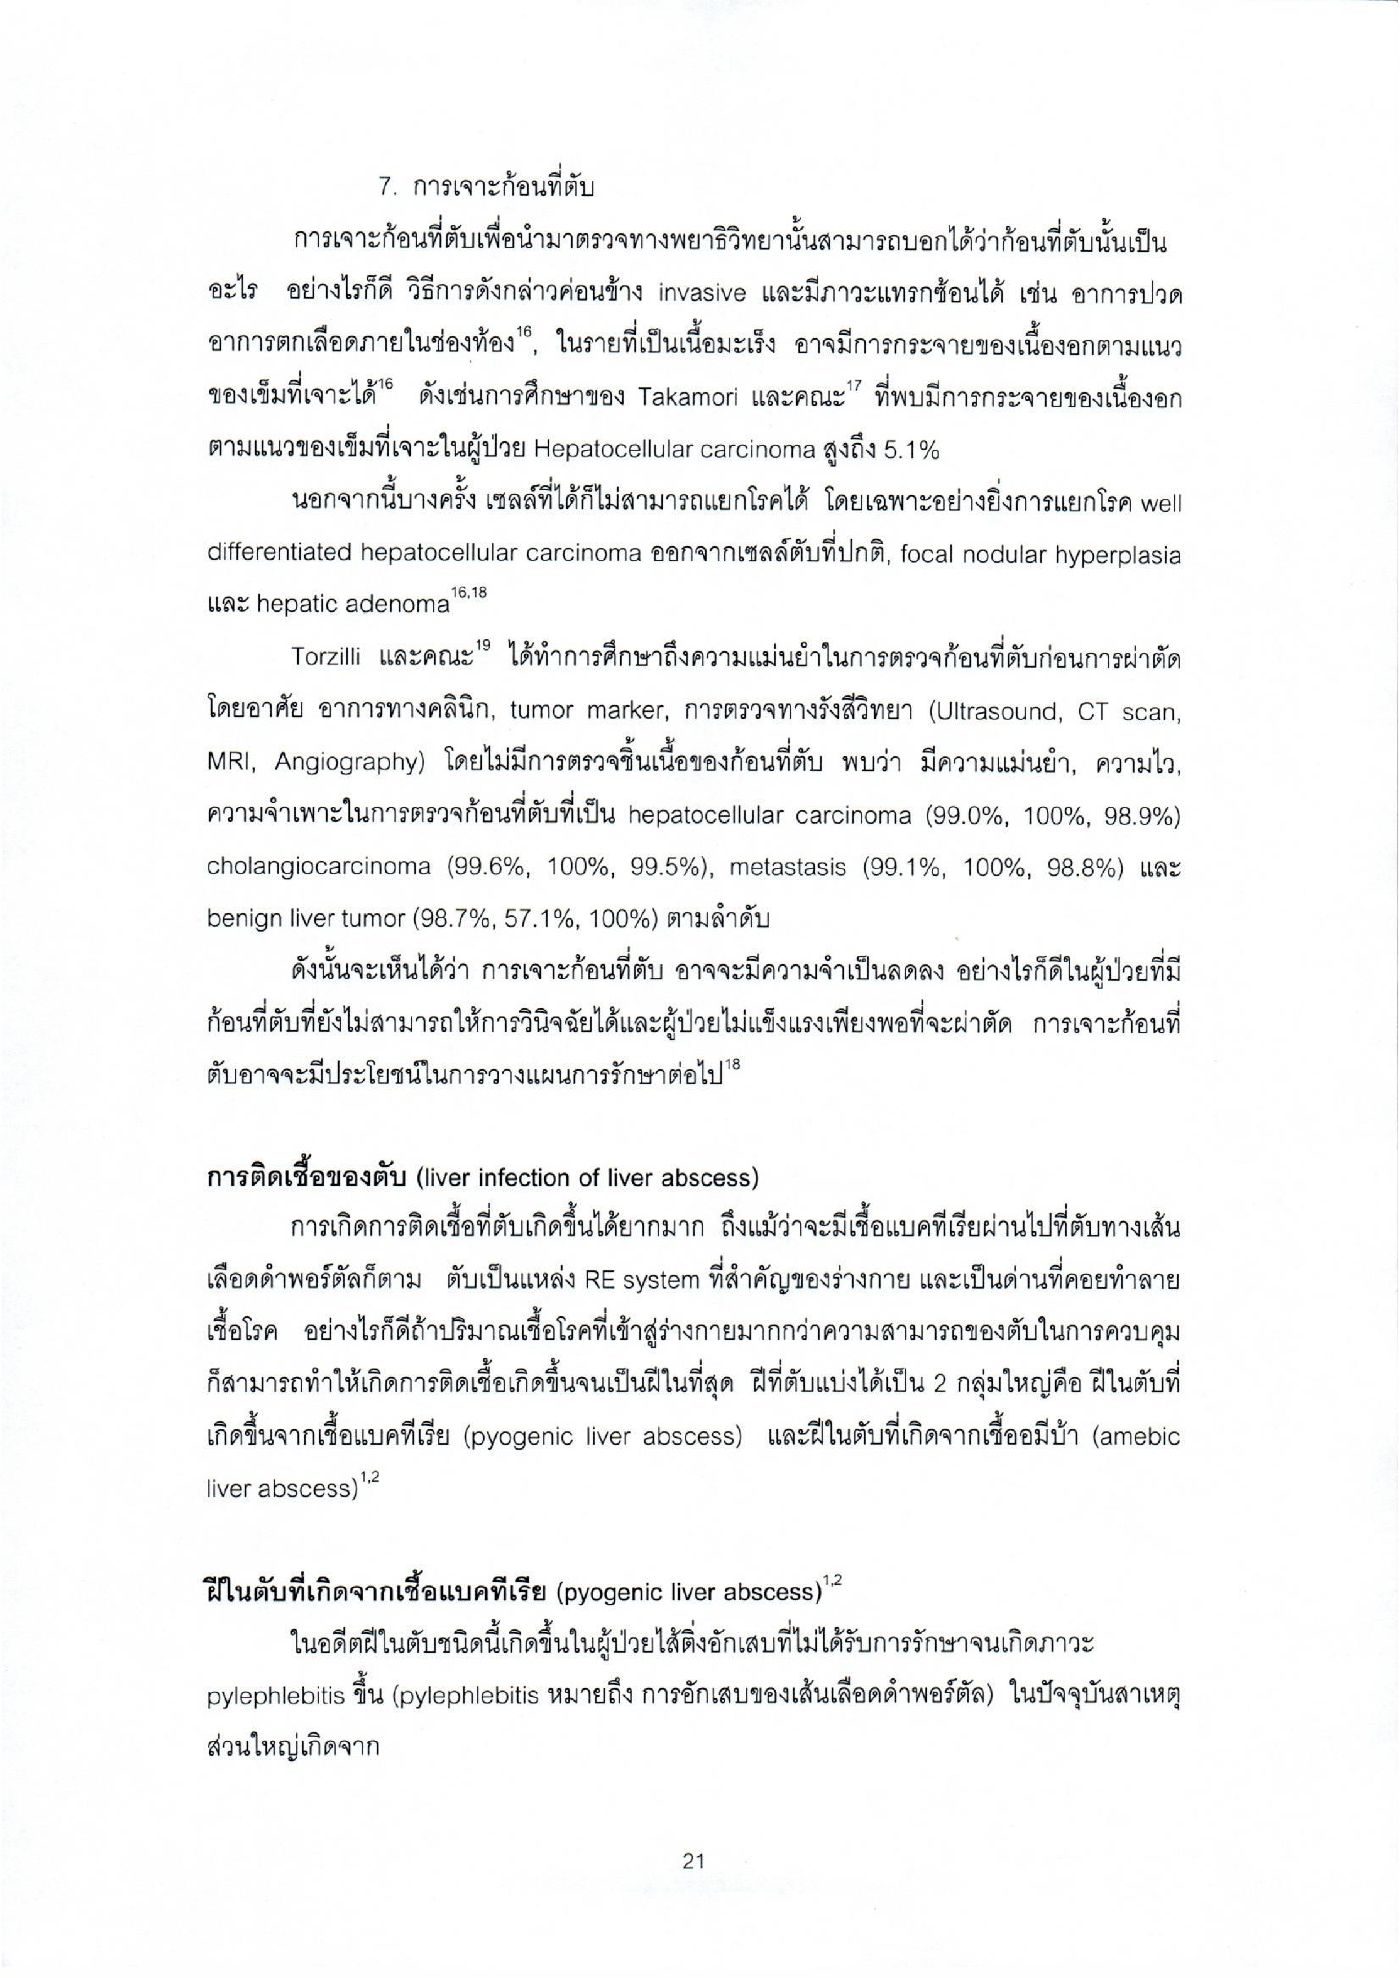 7. การเจาะก้อนที่ตับ
การเจาะก้อนที่ตับเพื่อนำมาตรวจทางพยาธิวิทยานั้นสามารถบอกได้ว่าก้อนที่ตับนั้นเป็น
อะไร อย่างไรก็ดี วิธีการดังกล่าวค่อนข้าง invasive และมีภาวะแทรกซ้อนได้ เช่น อาการปวด
อาการตกเลือดภายในช่องท้อง16, ในรายที่เป็นเนื้อมะเร็ง อาจมีการกระจายของเนื้องอกตามแนว
ของเข็มที่เจาะได้16 ดังเช่นการศึกษาของ Takamori และคณะ17 ที่พบมีการกระจายของเนื้องอก
ตามแนวของเข็มที่เจาะในผู้ป่วย Hepatocellular carcinoma สูงถึง 5.1%
นอกจากนี้บางครั้ง เซลล์ที่ได้ก็ไม่สามารถแยกโรคได้ โดยเฉพาะอย่างยิ่งการแยกโรค well
differentiated hepatocellular carcinoma ออกจากเซลล์ตับที่ปกติ, focal nodular hyperplasia
และ hepatic adenoma16,18
Torzilli และคณะ19 ได้ทำการศึกษาถึงความแม่นยำในการตรวจก้อนที่ตับก่อนการผ่าตัด
โดยอาศัย อาการทางคลินิก, tumor marker, การตรวจทางรังสีวิทยา (Ultrasound, CT scan,
MRI, Angiography) โดยไม่มีการตรวจชิ้นเนื้อของก้อนที่ตับ พบว่า มีความแม่นยำ, ความไว,
ความจำเพาะในการตรวจก้อนที่ตับที่เป็น hepatocellular carcinoma (99.0%, 100%, 98.9%)
cholangiocarcinoma (99.6%, 100%, 99.5%), metastasis (99.1%, 100%, 98.8%) และ
benign liver tumor (98.7%, 57.1%, 100%) ตามลำดับ
ดังนั้นจะเห็นได้ว่า การเจาะก้อนที่ตับ อาจจะมีความจำเป็นลดลง อย่างไรก็ดีในผู้ป่วยที่มี
ก้อนที่ตับที่ยังไม่สามารถให้การวินิจฉัยได้และผู้ป่วยไม่แข็งแรงเพียงพอที่จะผ่าตัด การเจาะก้อนที่
ตับอาจจะมีประโยชน์ในการวางแผนการรักษาต่อไป18
การติดเชื้อของตับ (liver infection of liver abscess)
การเกิดการติดเชื้อที่ตับเกิดขึ้นได้ยากมาก ถึงแม้ว่าจะมีเชื้อแบคทีเรียผ่านไปที่ตับทางเส้น
เลือดดำพอร์ตัลก็ตาม ตับเป็นแหล่ง RE system ที่สำคัญของร่างกาย และเป็นด่านที่คอยทำลาย
เชื้อโรค อย่างไรก็ดีถ้าปริมาณเชื้อโรคที่เข้าสู่ร่างกายมากกว่าความสามารถของตับในการควบคุม
ก็สามารถทำให้เกิดการติดเชื้อเกิดขึ้นจนเป็นฝีในที่สุด ฝีที่ตับแบ่งได้เป็น 2 กลุ่มใหญ่คือ ฝีในตับที่
เกิดขึ้นจากเชื้อแบคทีเรีย (pyogenic liver abscess) และฝีในตับที่เกิดจากเชื้ออมีบ้า (amebic
liver abscess)1,2
ฝีในตับที่เกิดจากเชื้อแบคทีเรีย (pyogenic liver abscess)1,2
ในอดีตฝีในตับชนิดนี้เกิดขึ้นในผู้ป่วยไส้ติ่งอักเสบที่ไม่ได้รับการรักษาจนเกิดภาวะ
pylephlebitis ขึ้น (pylephlebitis หมายถึง การอักเสบของเส้นเลือดดำพอร์ตัล) ในปัจจุบันสาเหตุ
ส่วนใหญ่เกิดจาก
21